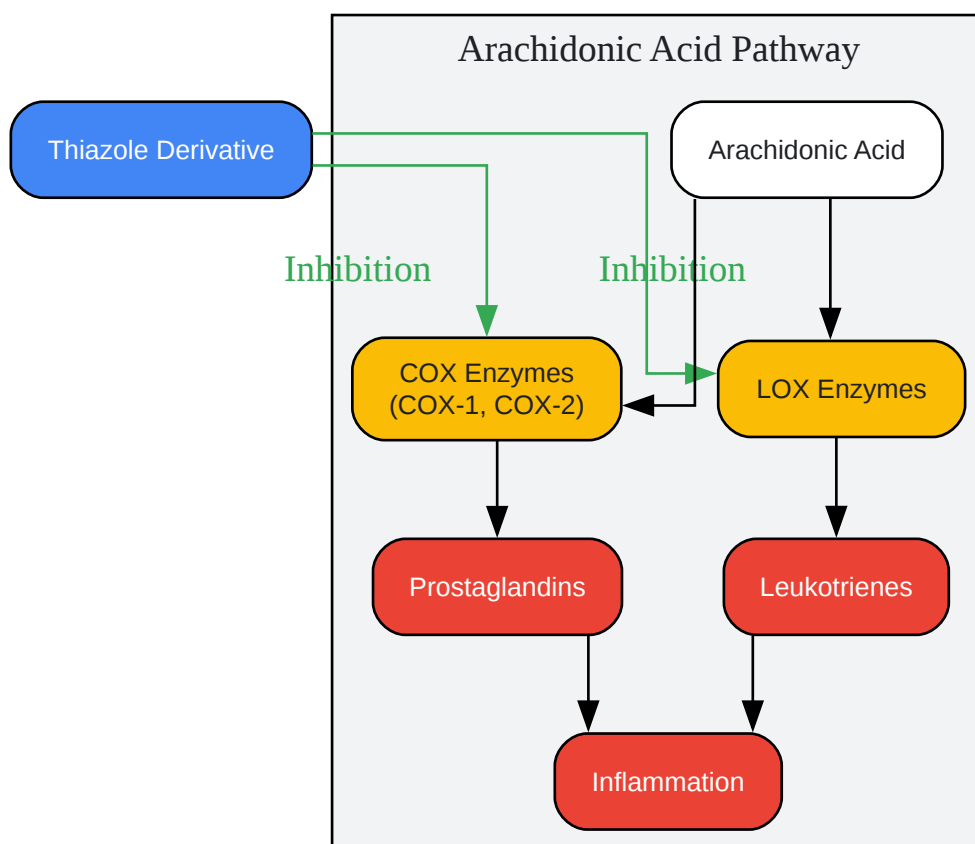 Arachidonic Acid Pathway
Thiazole Derivative
Arachidonic Acid
Inhibition
Inhibition
COX Enzymes
(COX-1, COX-2)
LOX Enzymes
Prostaglandins
Leukotrienes
Inflammation